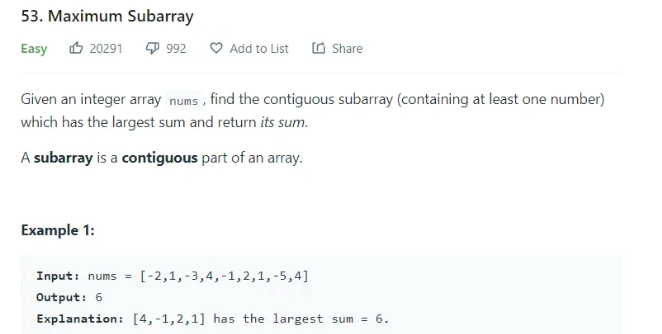 53. Maximum Subarray
Easy 20291 992 Add to List Share
Given an integer array nums , find the contiguous subarray (containing at least one number)
which has the largest sum and return its sum.
A subarray is a contiguous part of an array.
Example 1:
Input: nums = [-2,1,-3,4,-1,2,1,-5,4]
Output: 6
Explanation: [4,-1,2,1] has the largest sum = 6.